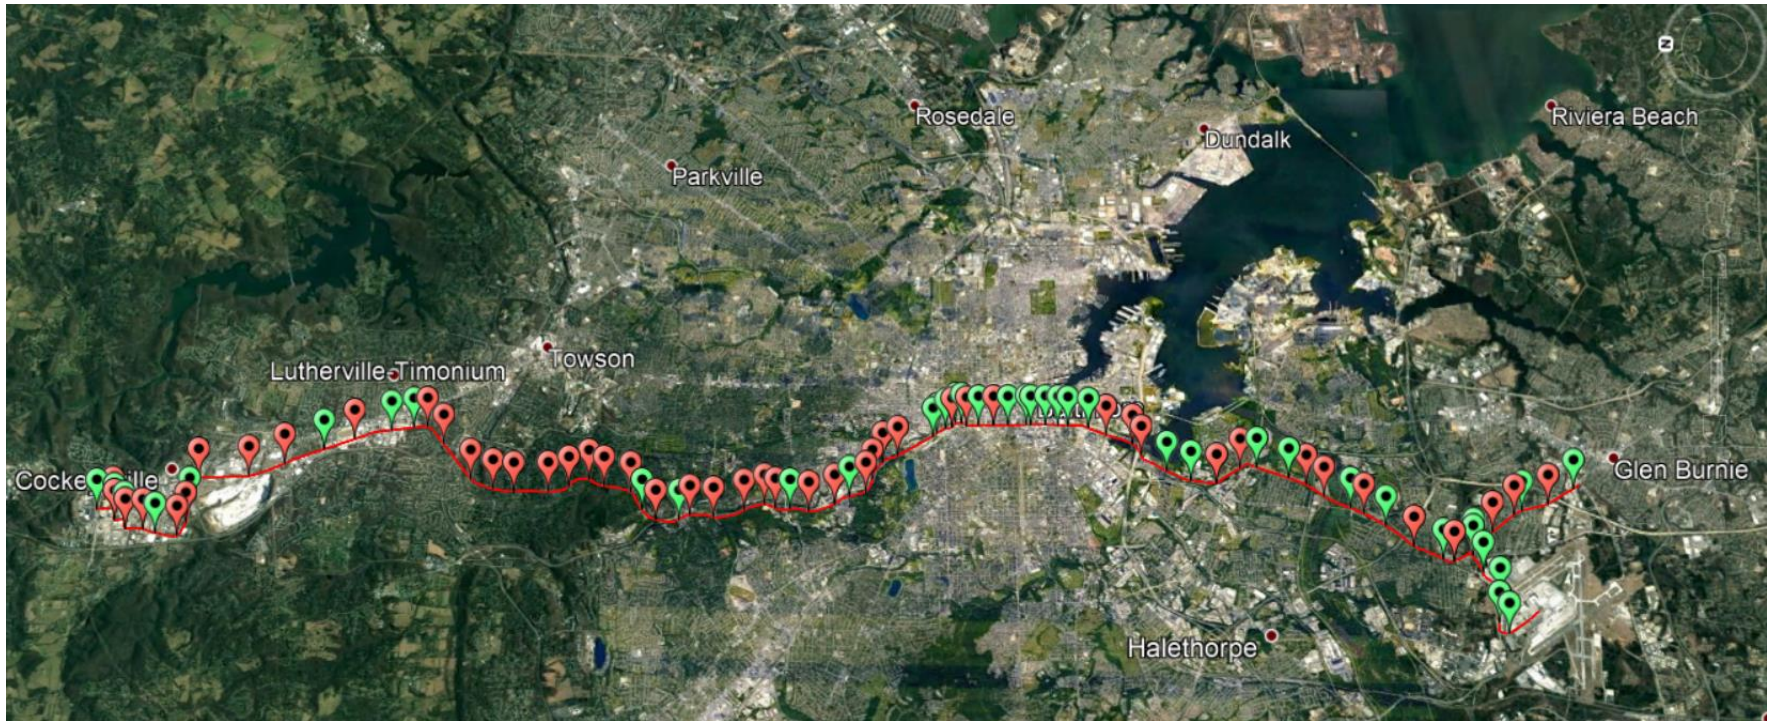 Rosedale
Riviera Beach
Dundalk
Parkville
Towson
Lutherville-Timonium
Glen Burnie
Halethorpe
N